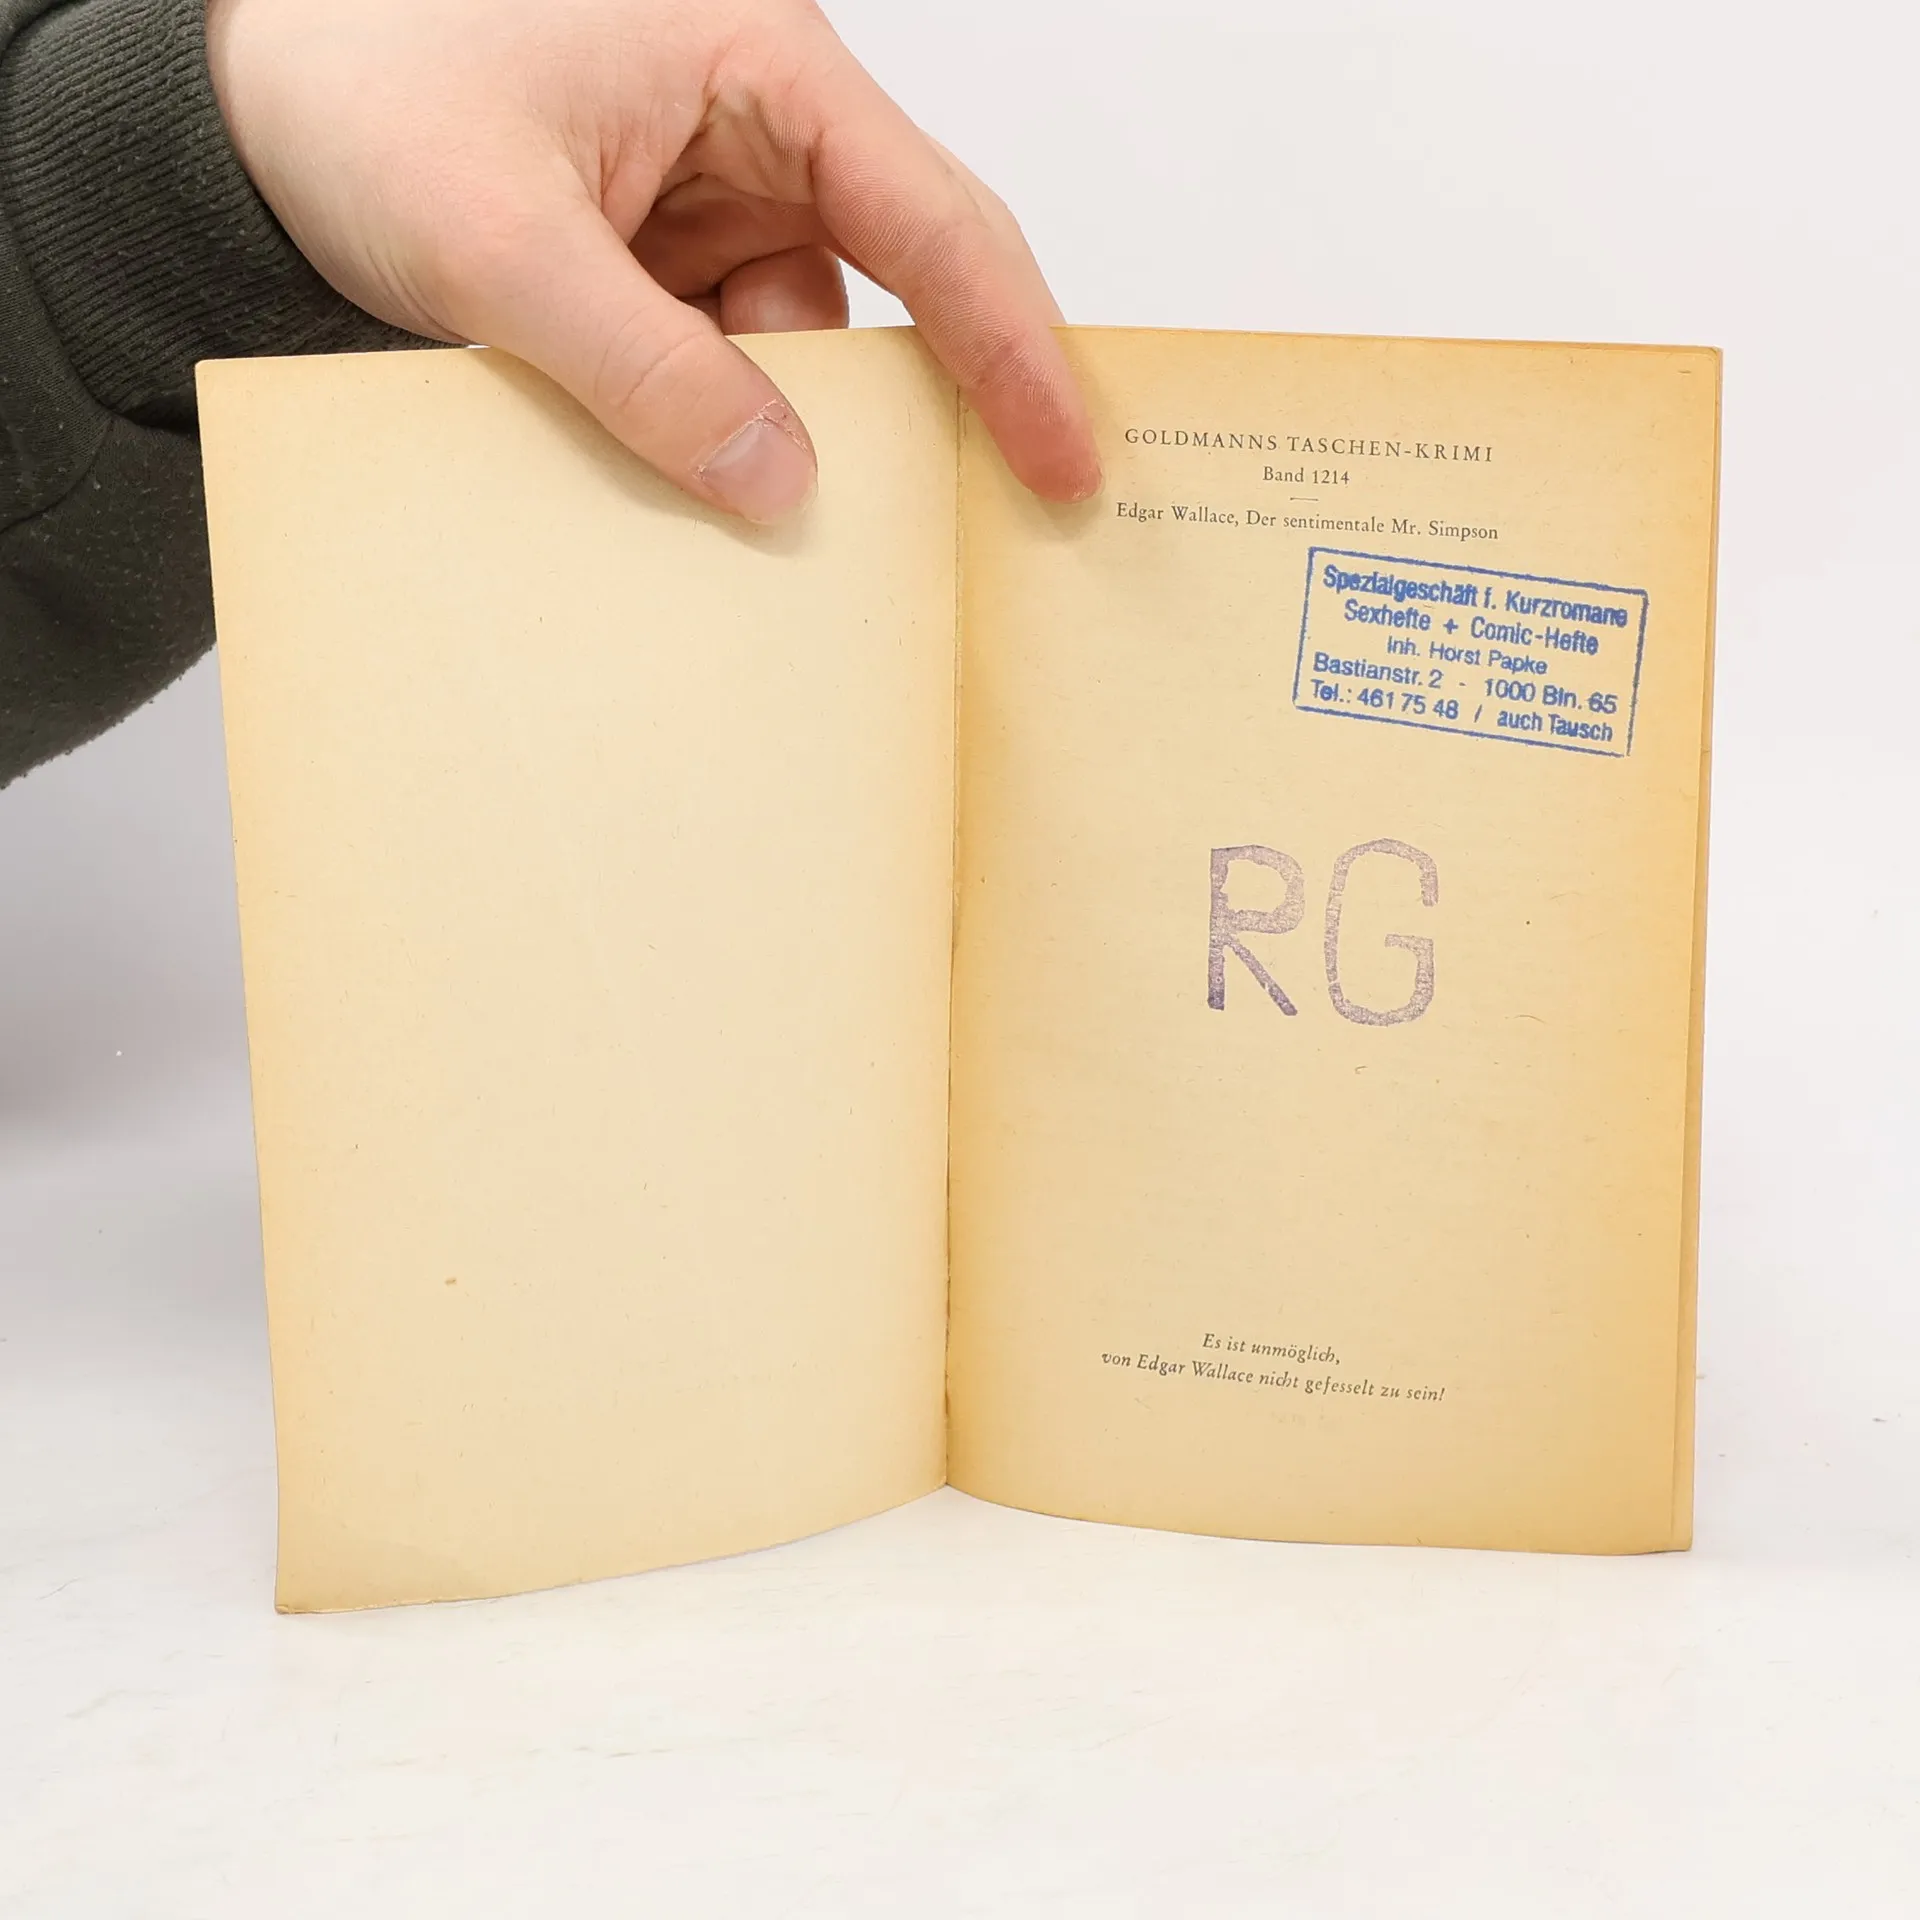 GOLDMANNS TASCHEN-KRIMI
Band 1214
Edgar Wallace, Der sentimentale Mr. Simpson
Spezialgeschäft f. Kurzromane
Sexhefte + Comic-Hefte
Inh. Horst Papke
Bastianstr. 2 - 1000 Bln. 65
Tel.: 461 75 48 / auch Tausch
RG
Es ist unmöglich,
von Edgar Wallace nicht gefesselt zu sein!